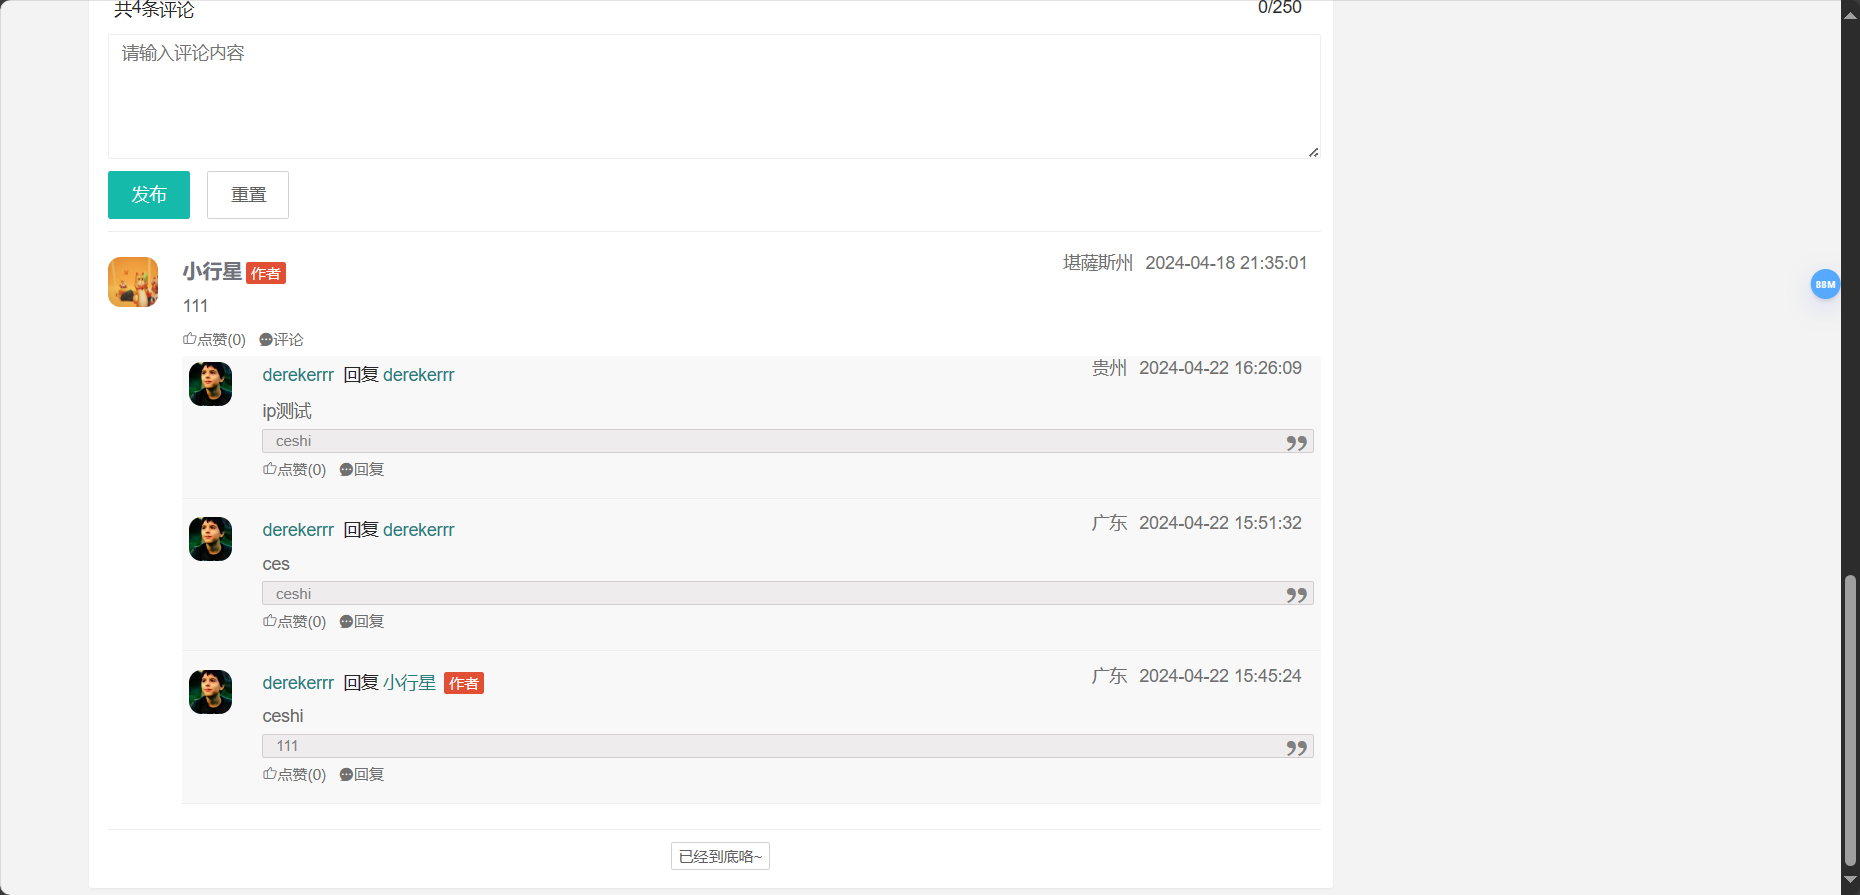 共4条评论 0/250
请输入评论内容
发布 重置
小行星 作者 堪薩斯州 2024-04-18 21:35:01
111
点赞(0) 评论
derekerrr 回复 derekerrr 贵州 2024-04-22 16:26:09
ip测试
ceshi
点赞(0) 回复
derekerrr 回复 derekerrr 广东 2024-04-22 15:51:32
ces
ceshi
点赞(0) 回复
derekerrr 回复 小行星 作者 广东 2024-04-22 15:45:24
ceshi
111
点赞(0) 回复
已经到底咯~
88M